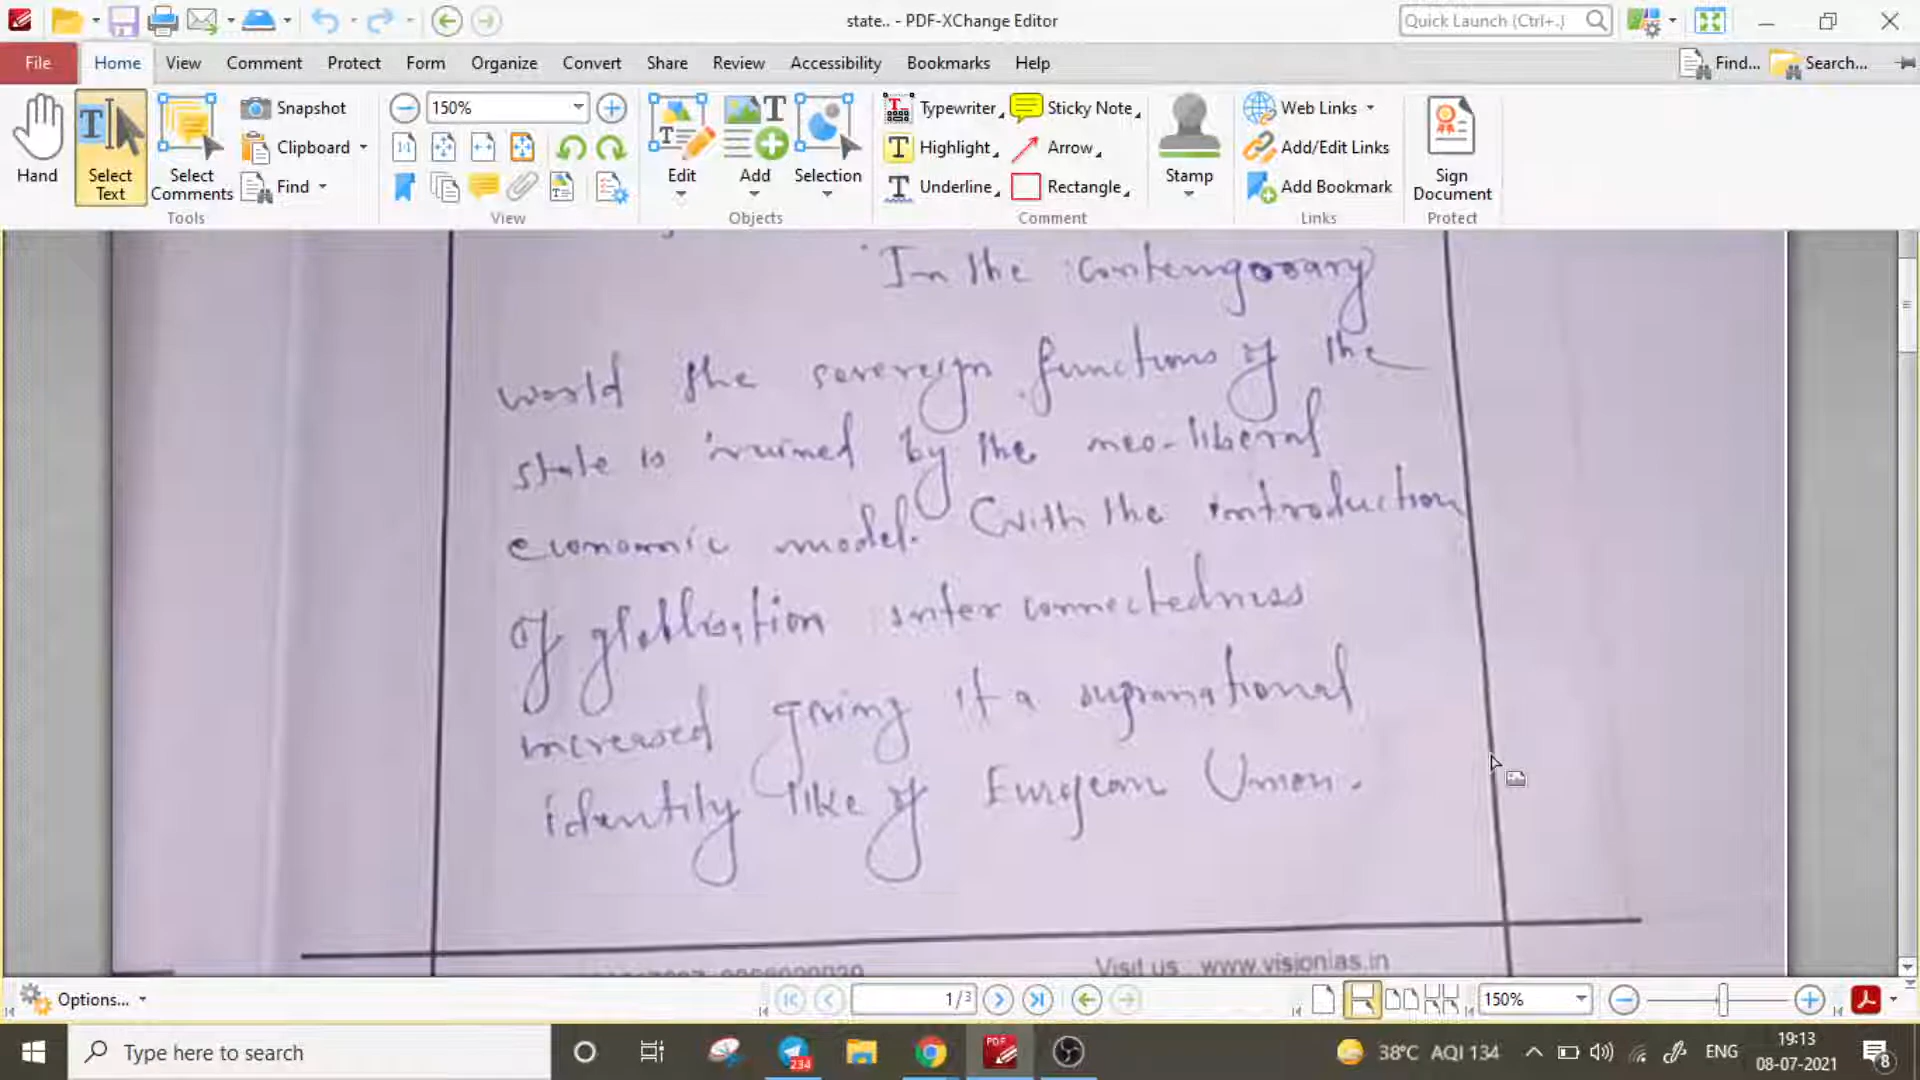 state.. - PDF-XChange Editor
Quick Launch (Ctrl+.)
File Home View Comment Protect Form Organize Convert Share Review Accessibility Bookmarks Help Find... Search...
Hand
Select Text
Select Comments
Snapshot
Clipboard
Find
Tools
150%
View
Edit
Add
Selection
Objects
Typewriter
Highlight
Underline
Sticky Note
Arrow
Rectangle
Comment
Stamp
Web Links
Add/Edit Links
Add Bookmark
Links
Sign Document
Protect
In the contemporary
world the sovereign functions of the
state is ruined by the neo-liberal
economic model. With the introduction
of inter connectedness
increased giving it a supranational
identity like of European Union.
Visit us www.visionias.in
Options... 1/3 150%
Type here to search
234
38°C AQI 134 ENG
19:13
08-07-2021
8